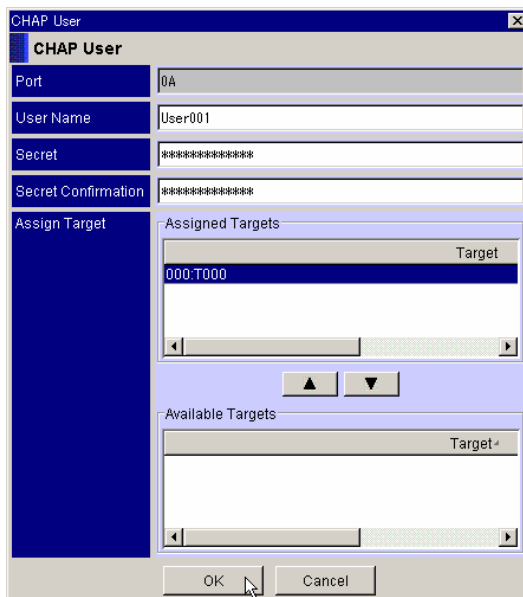 CHAP User
CHAP User
Port
0A
User Name
User001
Secret
*************
Secret Confirmation
*************
Assign Target
Assigned Targets
Target
000:T000
Available Targets
Target
OK
Cancel